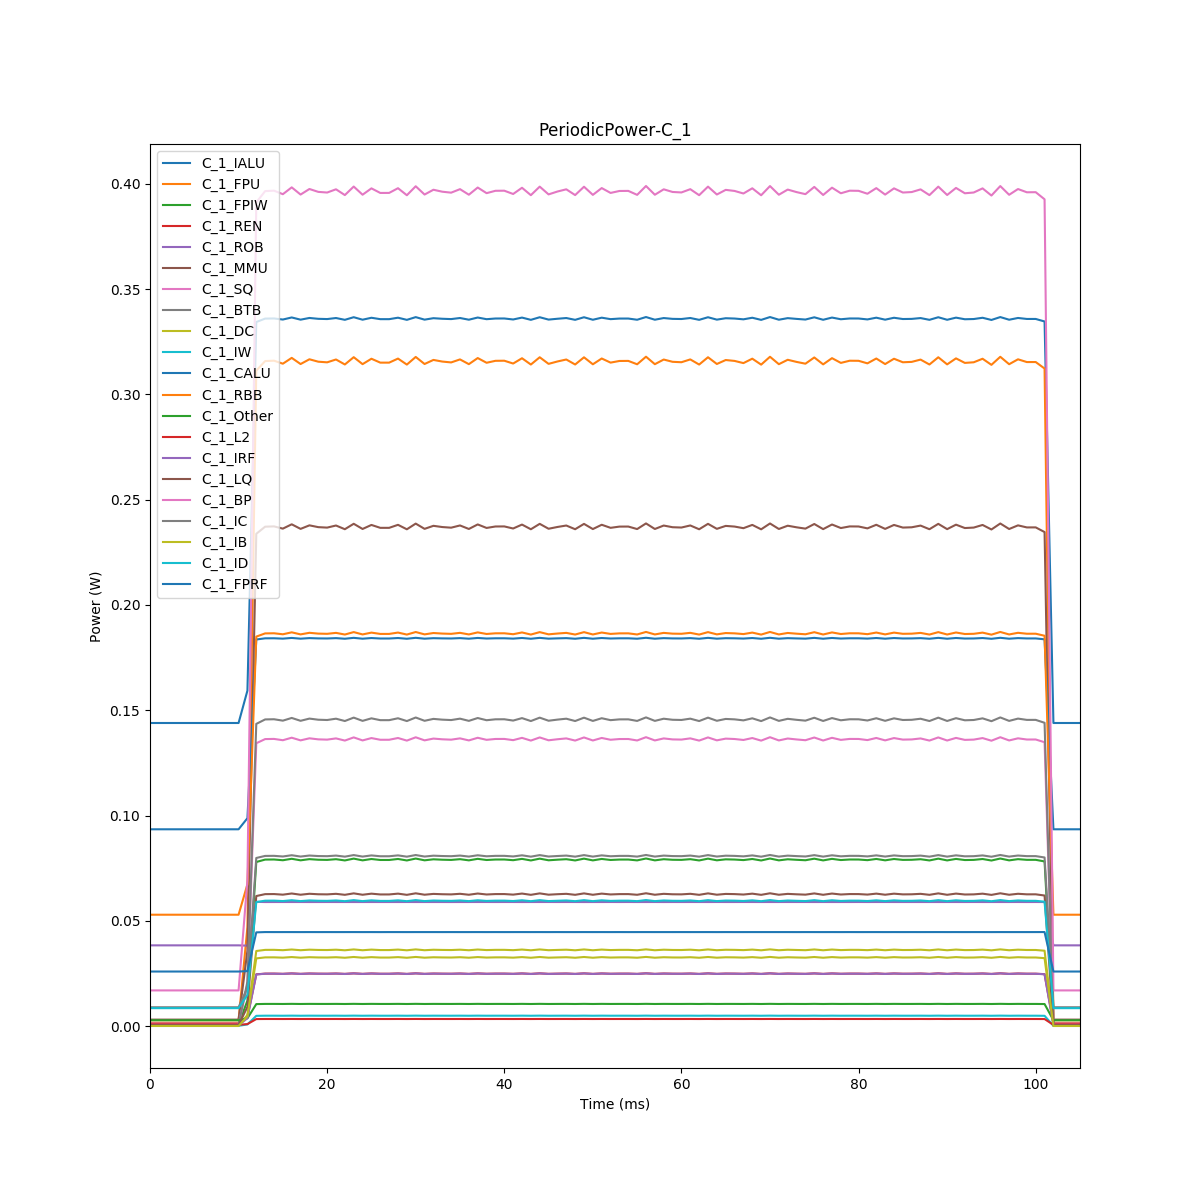 PeriodicPower-C_1
C_1_IALU
C_1_FPU
C_1_FPIW
C_1_REN
C_1_ROB
C_1_MMU
C_1_SQ
C_1_BTB
C_1_DC
C_1_IW
C_1_CALU
C_1_RBB
C_1_Other
C_1_L2
C_1_IRF
C_1_LQ
C_1_BP
C_1_IC
C_1_IB
C_1_ID
C_1_FPRF
0.40
0.35
0.30
0.25
0.20
0.15
0.10
0.05
0.00
Power (W)
0 20 40 60 80 100
Time (ms)